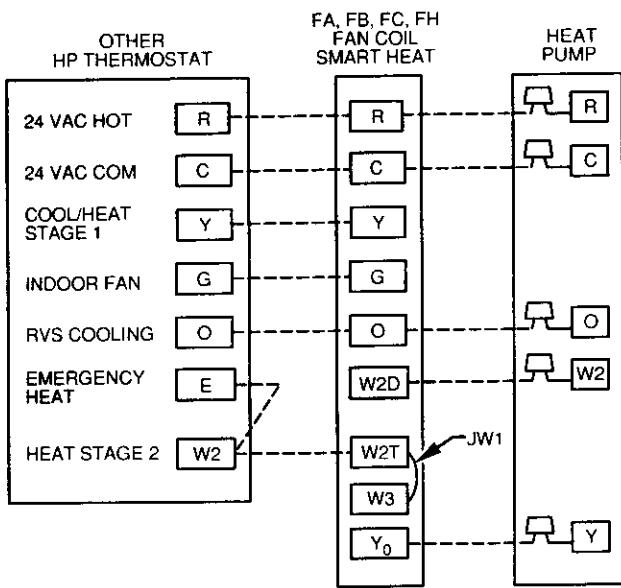 OTHER
HP THERMOSTAT
FA, FB, FC, FH
FAN COIL
SMART HEAT
HEAT
PUMP
24 VAC HOT R R R
24 VAC COM C C C
COOL/HEAT
STAGE 1 Y Y
INDOOR FAN G G
RVS COOLING O O O
EMERGENCY
HEAT E W2D W2
HEAT STAGE 2 W2 W2T JW1
W3
Y0 Y